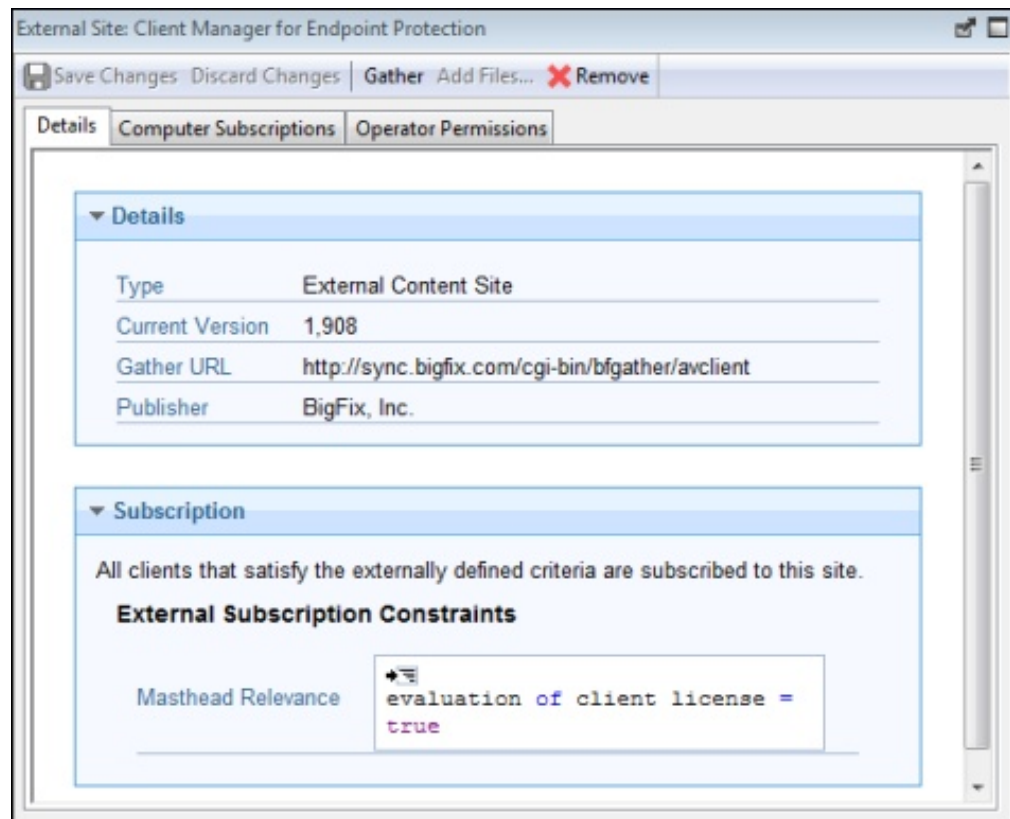 External Site: Client Manager for Endpoint Protection
Save Changes Discard Changes Gather Add Files... Remove
Details Computer Subscriptions Operator Permissions
Details
Type External Content Site
Current Version 1,908
Gather URL http://sync.bigfix.com/cgi-bin/bfgather/avclient
Publisher BigFix, Inc.
Subscription
All clients that satisfy the externally defined criteria are subscribed to this site.
External Subscription Constraints
Masthead Relevance
evaluation of client license =
true